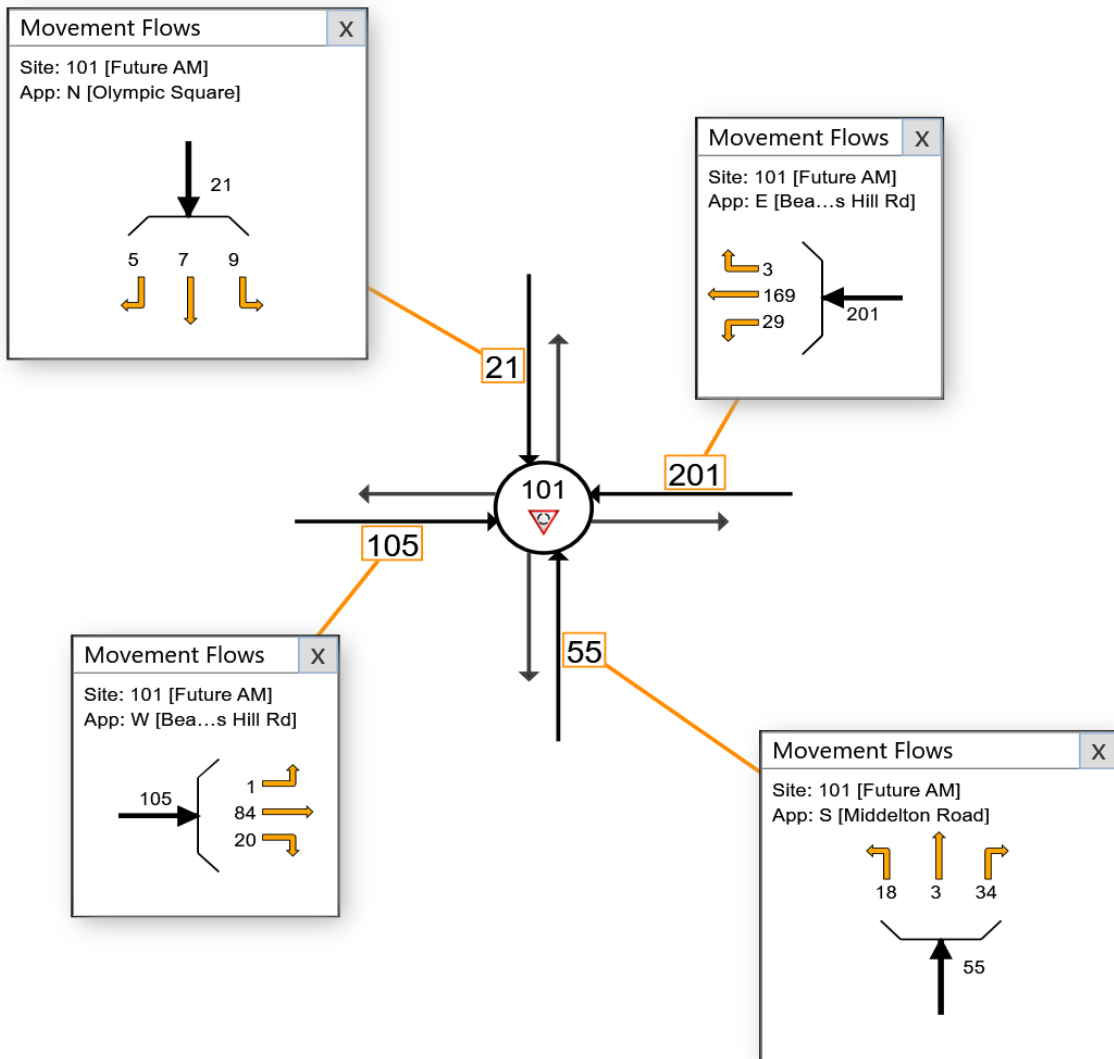 Movement Flows X
Site: 101 [Future AM]
App: N [Olympic Square]
21
5 7 9
Movement Flows X
Site: 101 [Future AM]
App: E [Bea...s Hill Rd]
3
169
29
201
21
201
101
105
55
Movement Flows X
Site: 101 [Future AM]
App: W [Bea...s Hill Rd]
105
1
84
20
Movement Flows X
Site: 101 [Future AM]
App: S [Middelton Road]
18 3 34
55